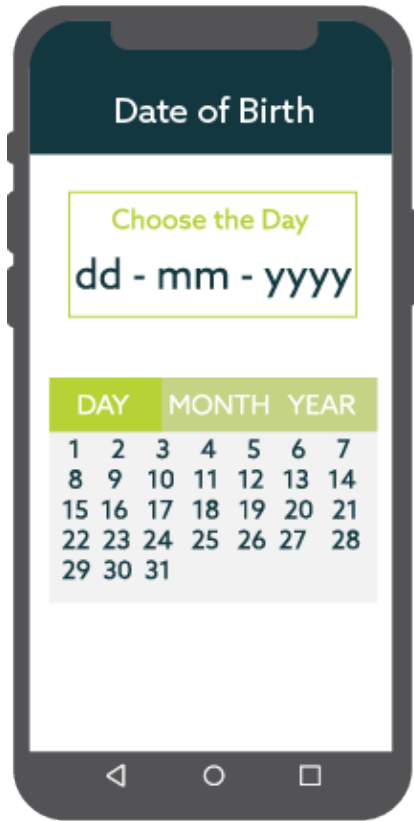 Date of Birth
Choose the Day
dd - mm - yyyy
DAY MONTH YEAR
1 2 3 4 5 6 7
8 9 10 11 12 13 14
15 16 17 18 19 20 21
22 23 24 25 26 27 28
29 30 31